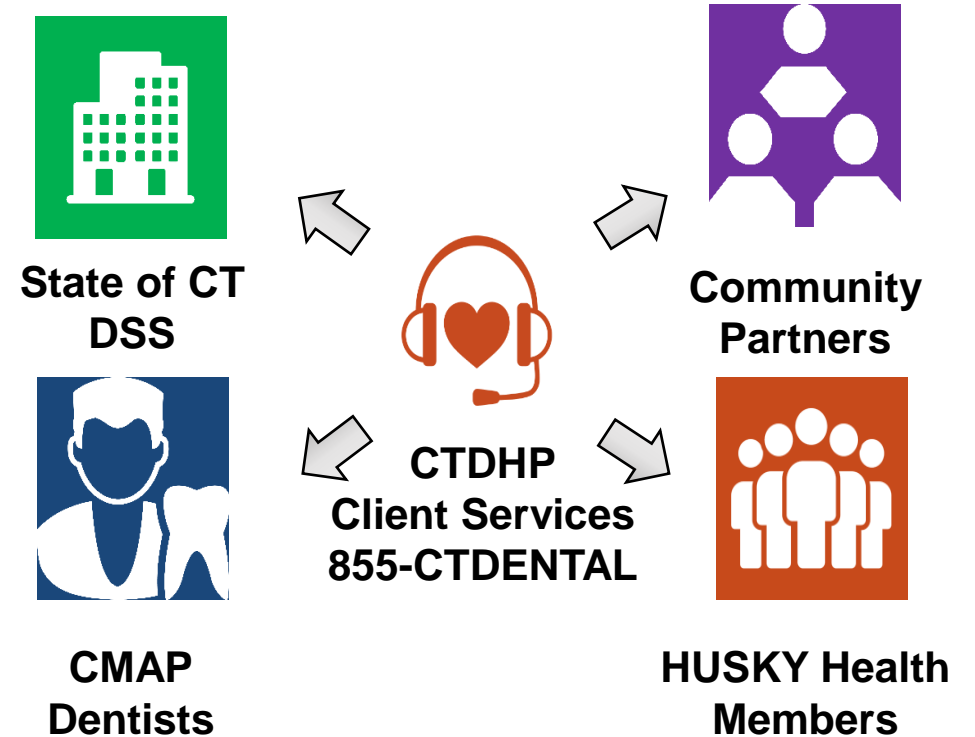 State of CT
DSS
Community
Partners
CTDHP
Client Services
855-CTDENTAL
CMAP
Dentists
HUSKY Health
Members